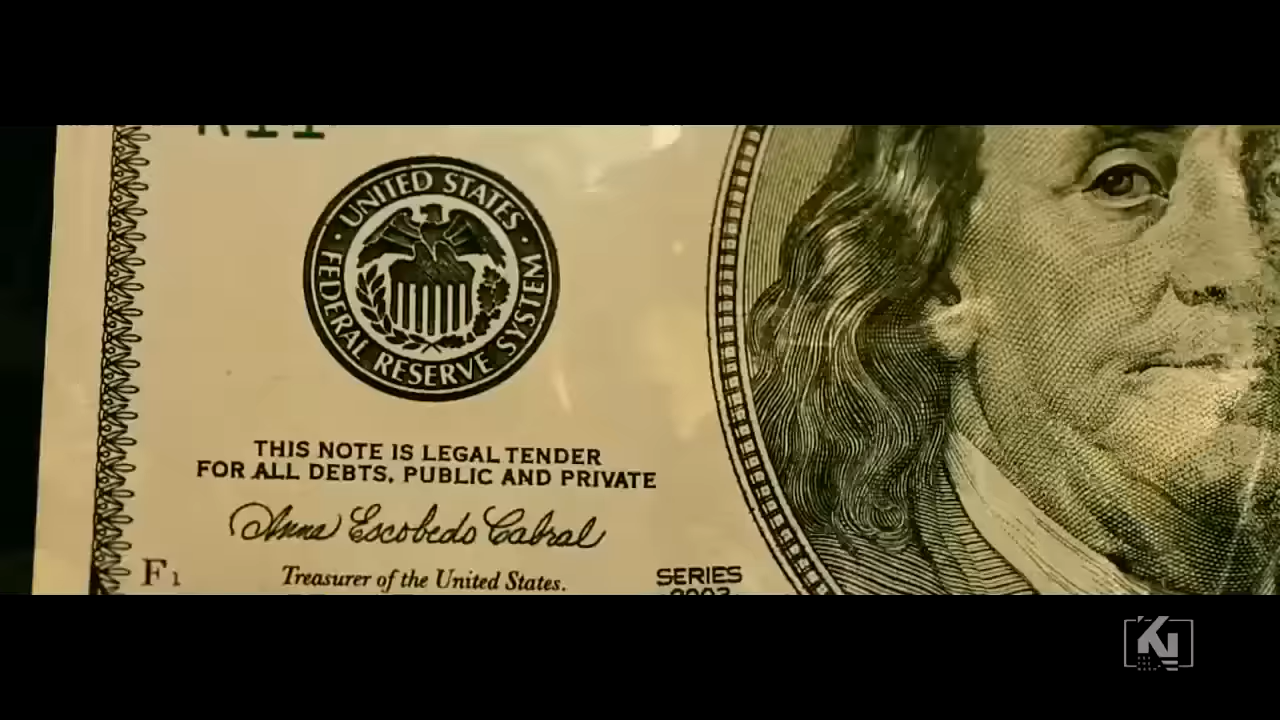 UNITED STATES
FEDERAL RESERVE SYSTEM
THIS NOTE IS LEGAL TENDER
FOR ALL DEBTS, PUBLIC AND PRIVATE
Anna Escobedo Cabral
F1
Treasurer of the United States.
SERIES